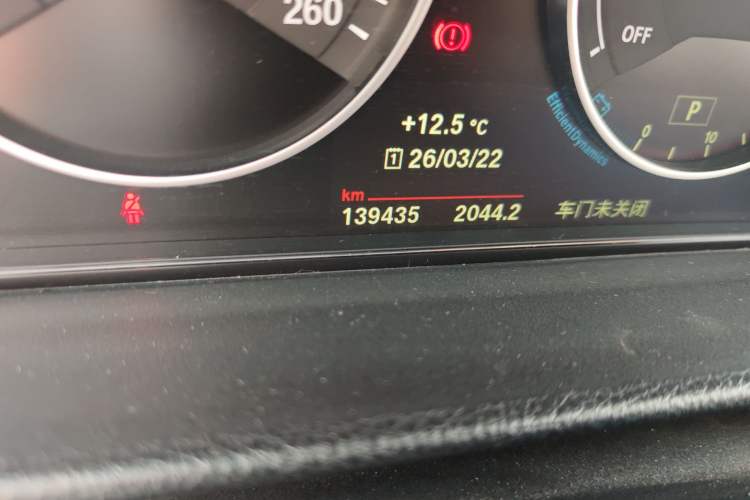 260
OFF
P
0 10
EfficientDynamics
+12.5 °C
1 26/03/22
km
139435 2044.2 车门未关闭